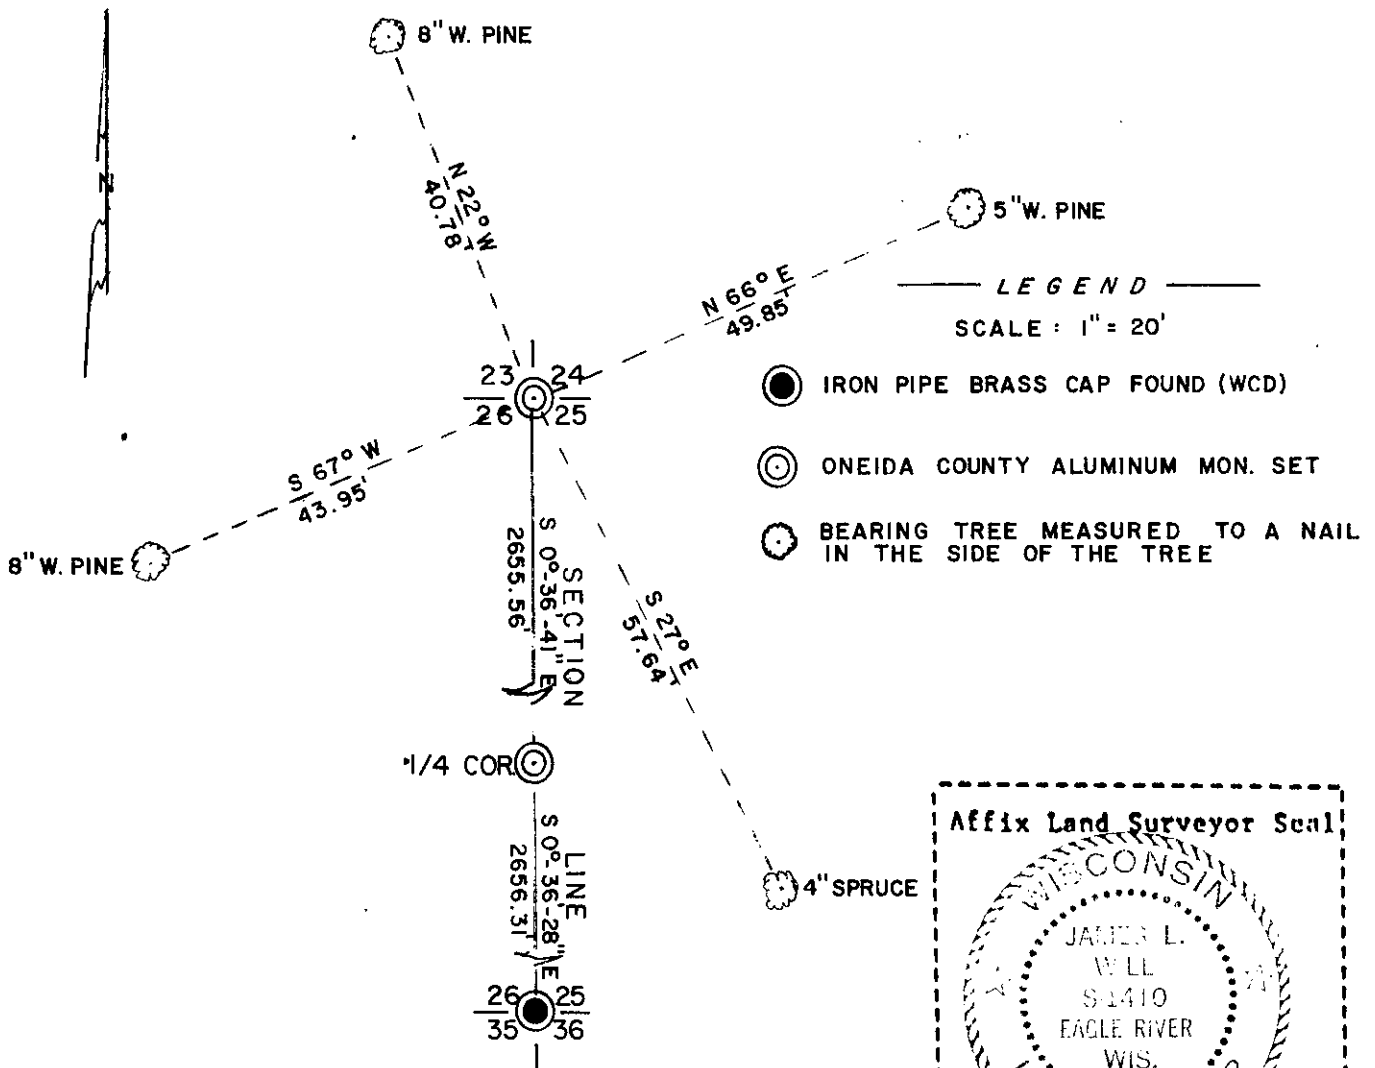 8" W. PINE
N
N 22° W
40.78'
5" W. PINE
N 66° E
49.85'
LEGEND
SCALE : 1" = 20'
23 24
26 25
IRON PIPE BRASS CAP FOUND (WCD)
ONEIDA COUNTY ALUMINUM MON. SET
S 67° W
43.95'
BEARING TREE MEASURED TO A NAIL
IN THE SIDE OF THE TREE
8" W. PINE
SECTION
S 0°-36'-41" E
2655.56'
S 27° E
57.64'
1/4 COR.
LINE
S 0°-36'-28" E
2656.31'
4" SPRUCE
26 25
35 36
Affix Land Surveyor Seal
WISCONSIN
JAMES L.
WILL
S-1410
EAGLE RIVER
WIS.